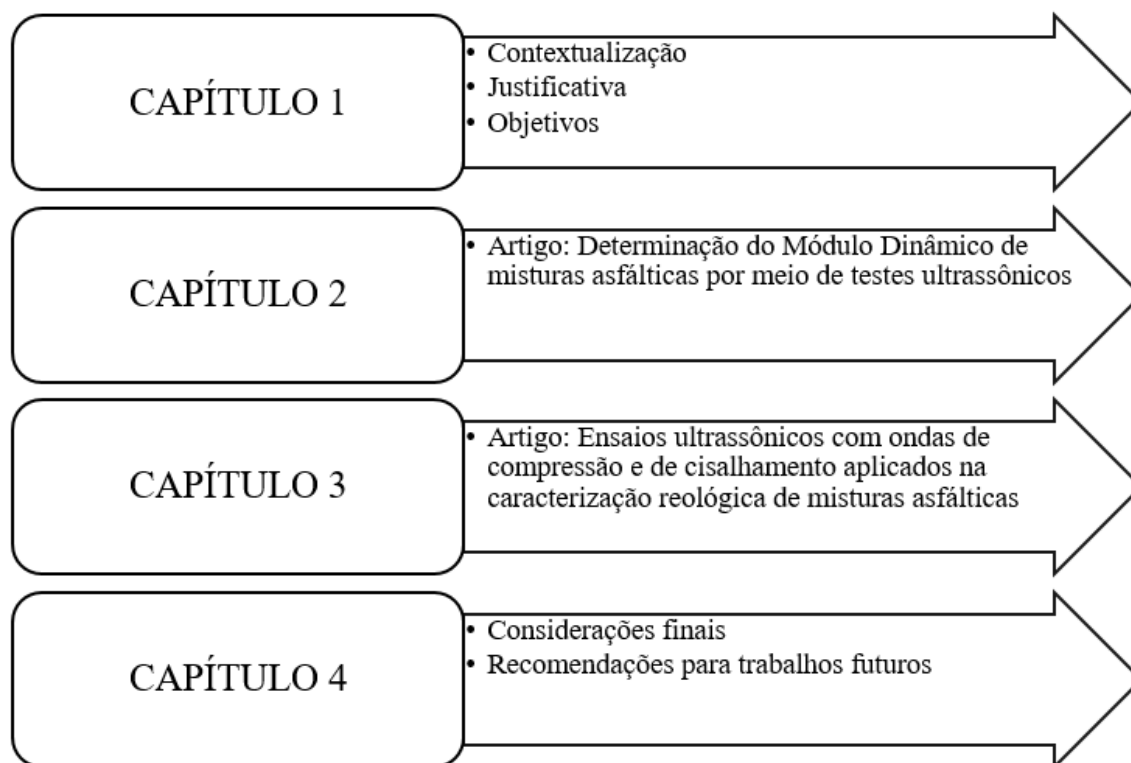 CAPÍTULO 1
• Contextualização
• Justificativa
• Objetivos
CAPÍTULO 2
• Artigo: Determinação do Módulo Dinâmico de
misturas asfálticas por meio de testes ultrassônicos
CAPÍTULO 3
• Artigo: Ensaios ultrassônicos com ondas de
compressão e de cisalhamento aplicados na
caracterização reológica de misturas asfálticas
CAPÍTULO 4
• Considerações finais
• Recomendações para trabalhos futuros